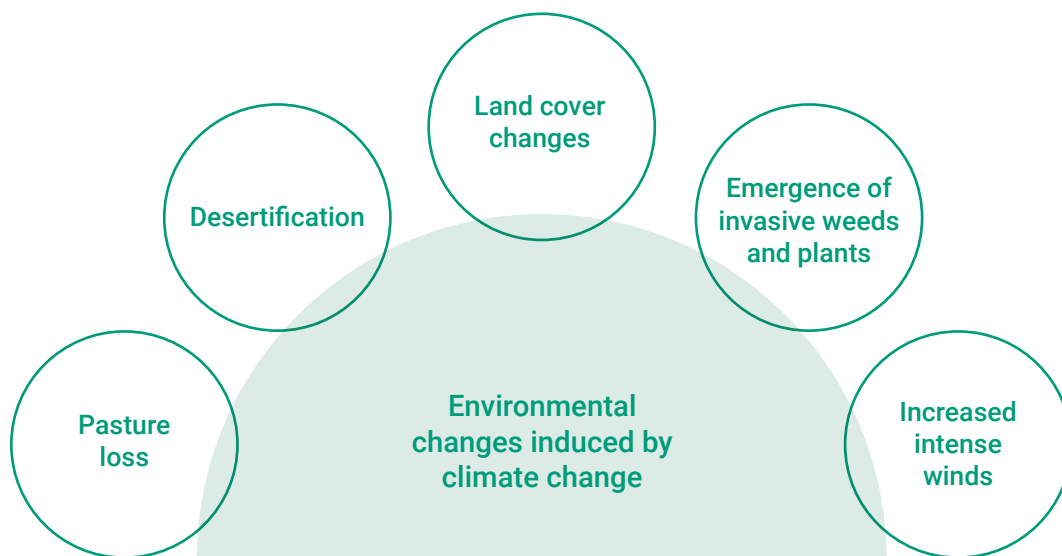 Land cover
changes
Desertification
Emergence of
invasive weeds
and plants
Pasture
loss
Environmental
changes induced by
climate change
Increased
intense
winds